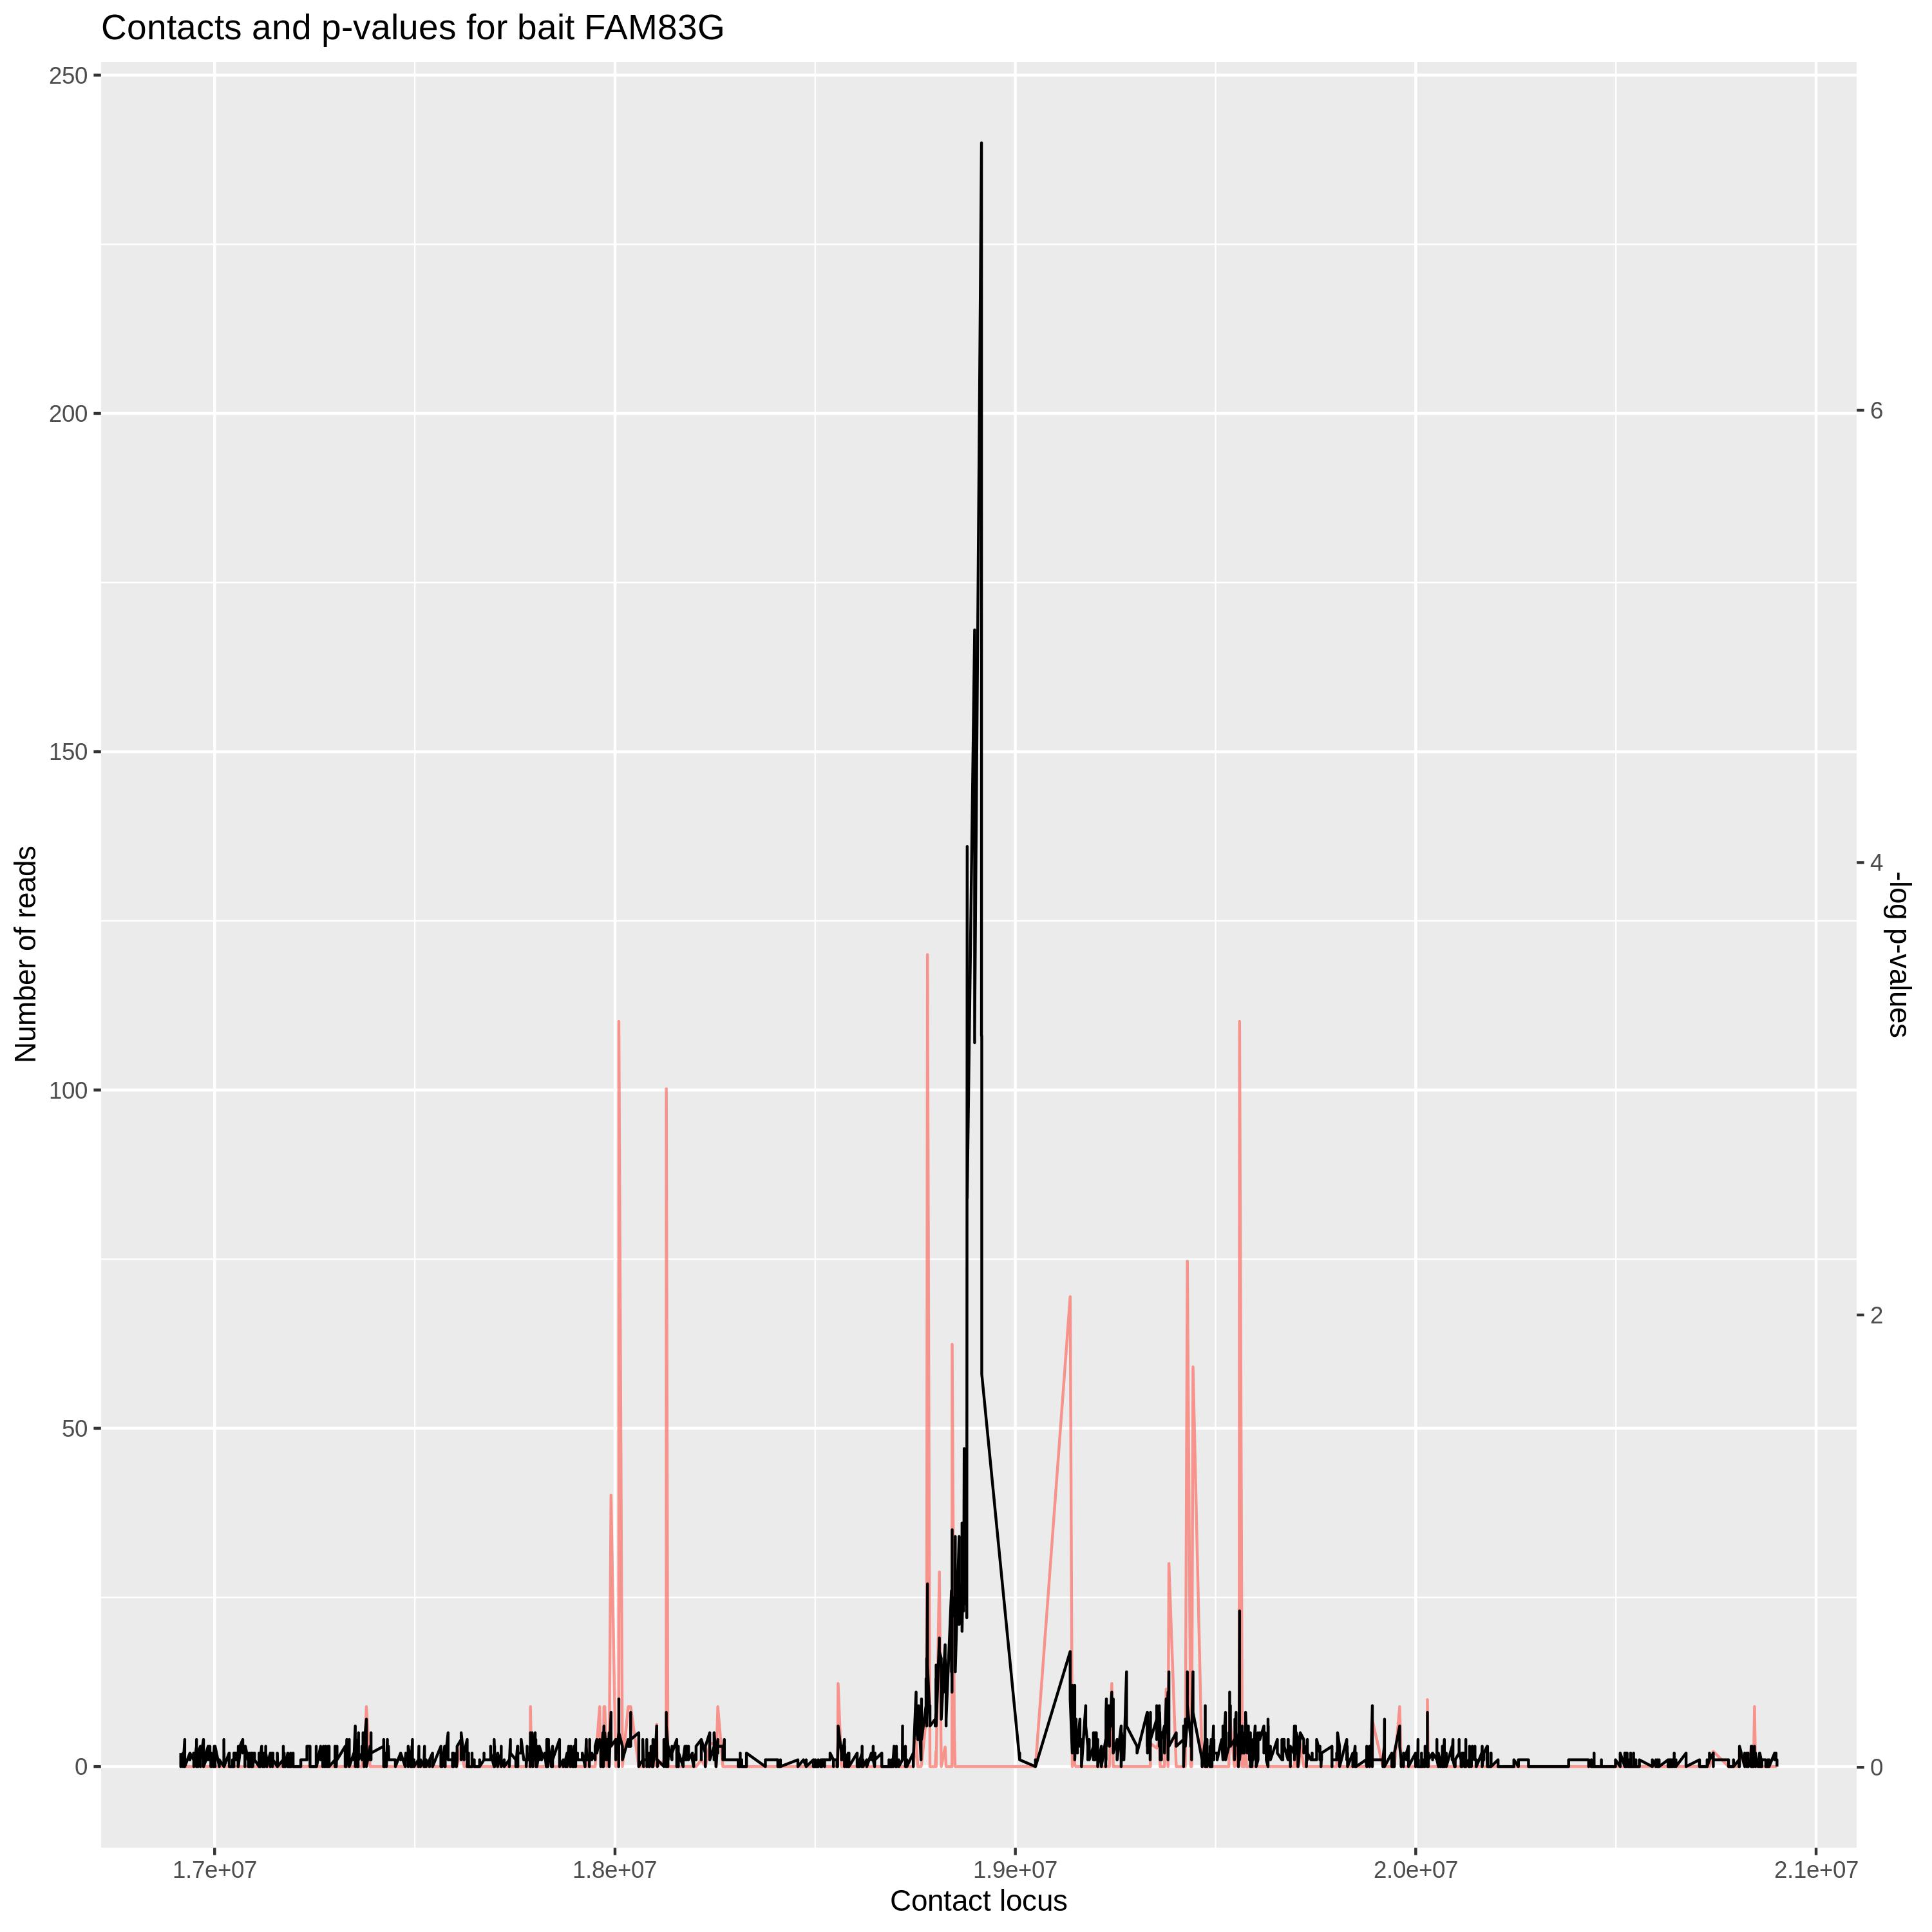 Contacts and p-values for bait FAM83G
250
200
150
100
50
0
Number of reads
6
4
2
0
-log p-values
1.7e+07
1.8e+07
1.9e+07
2.0e+07
2.1e+07
Contact locus